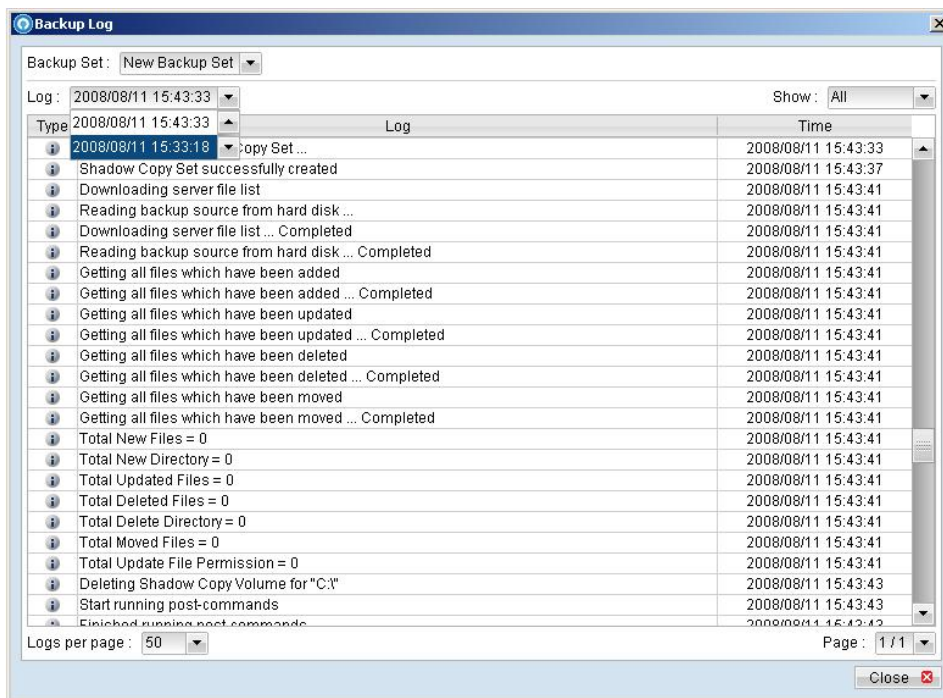 Backup Log
Backup Set : New Backup Set
Log : 2008/08/11 15:43:33 Show : All
2008/08/11 15:43:33
2008/08/11 15:33:18
Type Log Time
Copy Set ... 2008/08/11 15:43:33
Shadow Copy Set successfully created 2008/08/11 15:43:37
Downloading server file list 2008/08/11 15:43:41
Reading backup source from hard disk ... 2008/08/11 15:43:41
Downloading server file list ... Completed 2008/08/11 15:43:41
Reading backup source from hard disk ... Completed 2008/08/11 15:43:41
Getting all files which have been added 2008/08/11 15:43:41
Getting all files which have been added ... Completed 2008/08/11 15:43:41
Getting all files which have been updated 2008/08/11 15:43:41
Getting all files which have been updated ... Completed 2008/08/11 15:43:41
Getting all files which have been deleted 2008/08/11 15:43:41
Getting all files which have been deleted ... Completed 2008/08/11 15:43:41
Getting all files which have been moved 2008/08/11 15:43:41
Getting all files which have been moved ... Completed 2008/08/11 15:43:41
Total New Files = 0 2008/08/11 15:43:41
Total New Directory = 0 2008/08/11 15:43:41
Total Updated Files = 0 2008/08/11 15:43:41
Total Deleted Files = 0 2008/08/11 15:43:41
Total Delete Directory = 0 2008/08/11 15:43:41
Total Moved Files = 0 2008/08/11 15:43:41
Total Update File Permission = 0 2008/08/11 15:43:41
Deleting Shadow Copy Volume for "C:\" 2008/08/11 15:43:43
Start running post-commands 2008/08/11 15:43:43
Finished running post-commands 2008/08/11 15:43:43
Logs per page : 50 Page : 1 / 1
Close